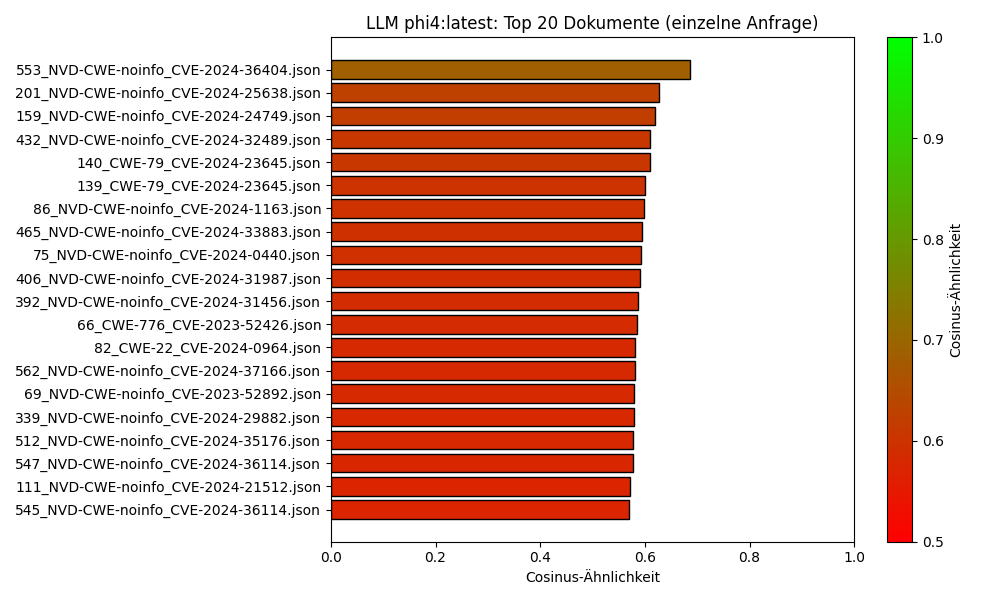 LLM phi4:latest: Top 20 Dokumente (einzelne Anfrage)
553_NVD-CWE-noinfo_CVE-2024-36404.json
201_NVD-CWE-noinfo_CVE-2024-25638.json
159_NVD-CWE-noinfo_CVE-2024-24749.json
432_NVD-CWE-noinfo_CVE-2024-32489.json
140_CWE-79_CVE-2024-23645.json
139_CWE-79_CVE-2024-23645.json
86_NVD-CWE-noinfo_CVE-2024-1163.json
465_NVD-CWE-noinfo_CVE-2024-33883.json
75_NVD-CWE-noinfo_CVE-2024-0440.json
406_NVD-CWE-noinfo_CVE-2024-31987.json
392_NVD-CWE-noinfo_CVE-2024-31456.json
66_CWE-776_CVE-2023-52426.json
82_CWE-22_CVE-2024-0964.json
562_NVD-CWE-noinfo_CVE-2024-37166.json
69_NVD-CWE-noinfo_CVE-2023-52892.json
339_NVD-CWE-noinfo_CVE-2024-29882.json
512_NVD-CWE-noinfo_CVE-2024-35176.json
547_NVD-CWE-noinfo_CVE-2024-36114.json
111_NVD-CWE-noinfo_CVE-2024-21512.json
545_NVD-CWE-noinfo_CVE-2024-36114.json
0.0 0.2 0.4 0.6 0.8 1.0
Cosinus-Ähnlichkeit
1.0
0.9
0.8
0.7
0.6
0.5
Cosinus-Ähnlichkeit